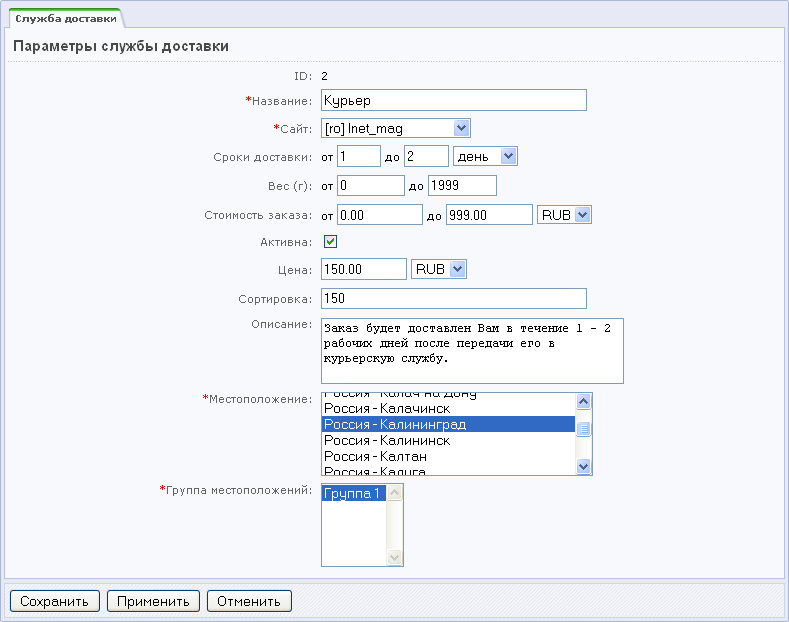 Служба доставки
Параметры службы доставки
ID: 2
*Название: Курьер
*Сайт: [ro] Inet_mag
Сроки доставки: от 1 до 2 день
Вес (г): от 0 до 1999
Стоимость заказа: от 0.00 до 999.00 RUB
Активна:
Цена: 150.00 RUB
Сортировка: 150
Описание: Заказ будет доставлен Вам в течение 1 - 2
рабочих дней после передачи его в
курьерскую службу.
*Местоположение: Россия - Калач на Дону
Россия - Калачинск
Россия - Калининград
Россия - Калининск
Россия - Калтан
Россия - Калуга
*Группа местоположений: Группа 1
Сохранить Применить Отменить